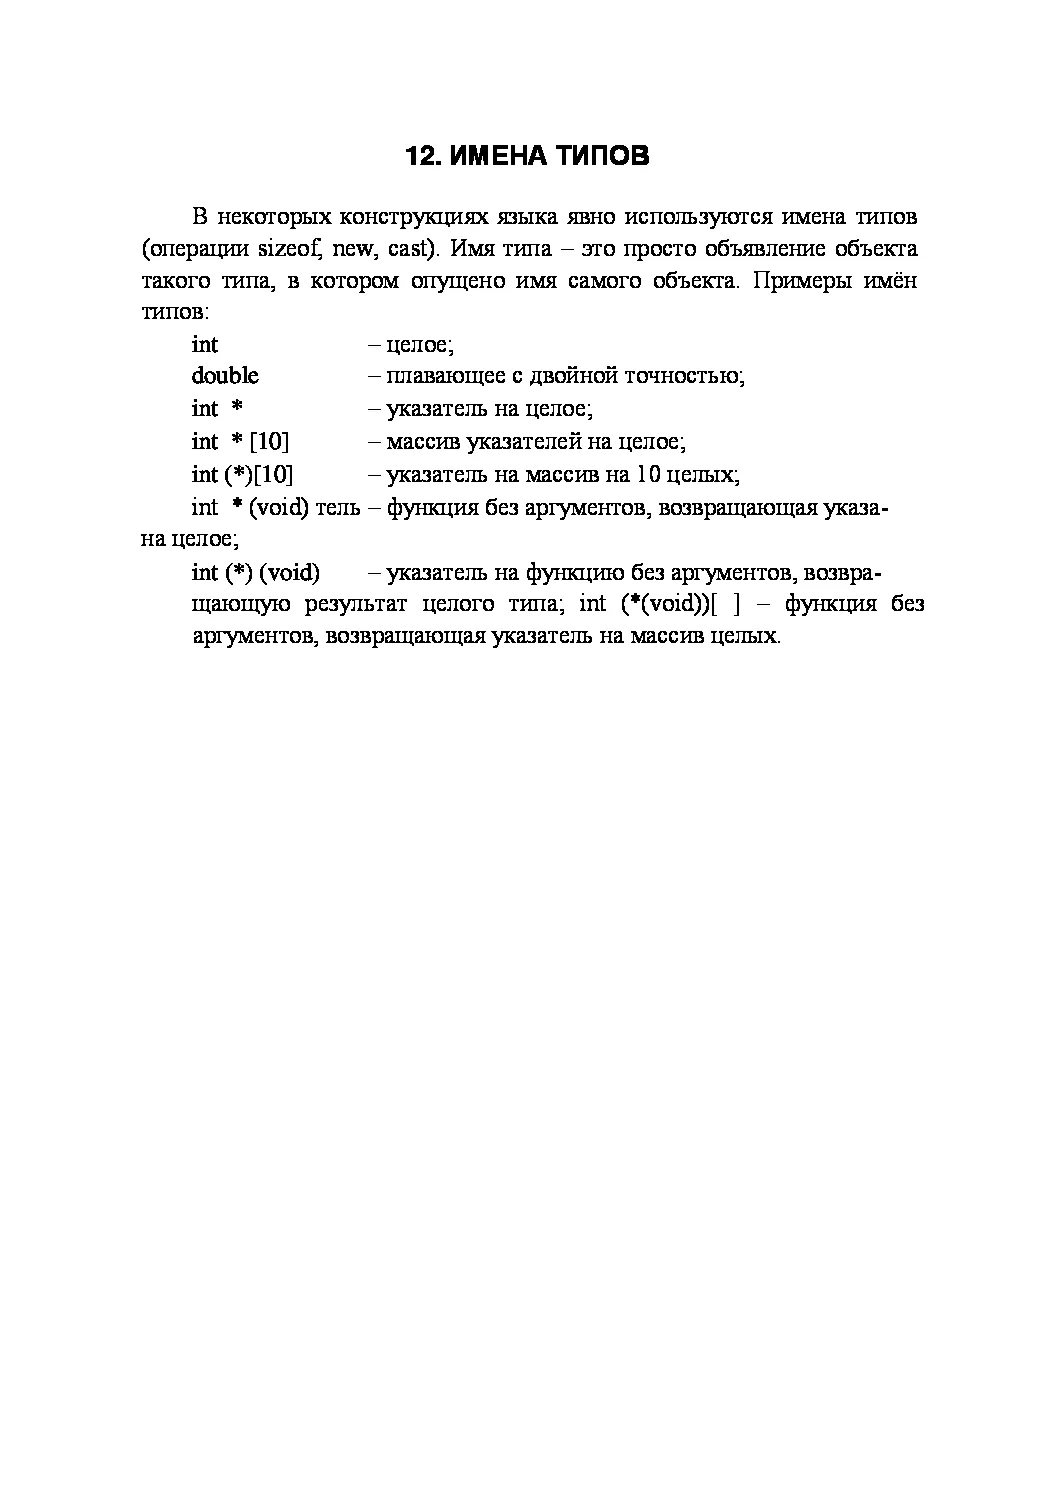 12. ИМЕНА ТИПОВ
В некоторых конструкциях языка явно используются имена типов
(операции sizeof, new, cast). Имя типа – это просто объявление объекта
такого типа, в котором опущено имя самого объекта. Примеры имён
типов:
int – целое;
double – плавающее с двойной точностью;
int * – указатель на целое;
int * [10] – массив указателей на целое;
int (*)[10] – указатель на массив на 10 целых;
int * (void) тель – функция без аргументов, возвращающая указа-
на целое;
int (*) (void) – указатель на функцию без аргументов, возвра-
щающую результат целого типа; int (*(void))[ ] – функция без
аргументов, возвращающая указатель на массив целых.